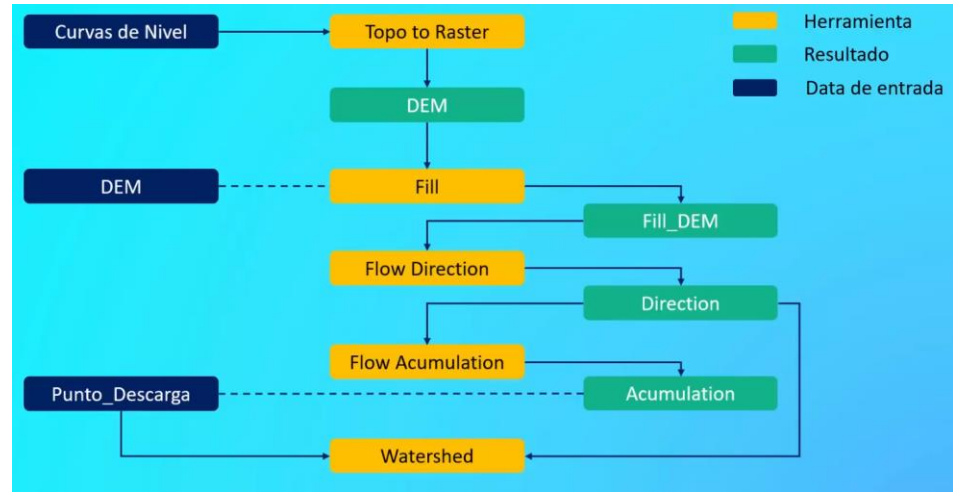 Curvas de Nivel
Topo to Raster
Herramienta
Resultado
Data de entrada
DEM
DEM
Fill
Fill_DEM
Flow Direction
Direction
Flow Acumulation
Punto_Descarga
Acumulation
Watershed